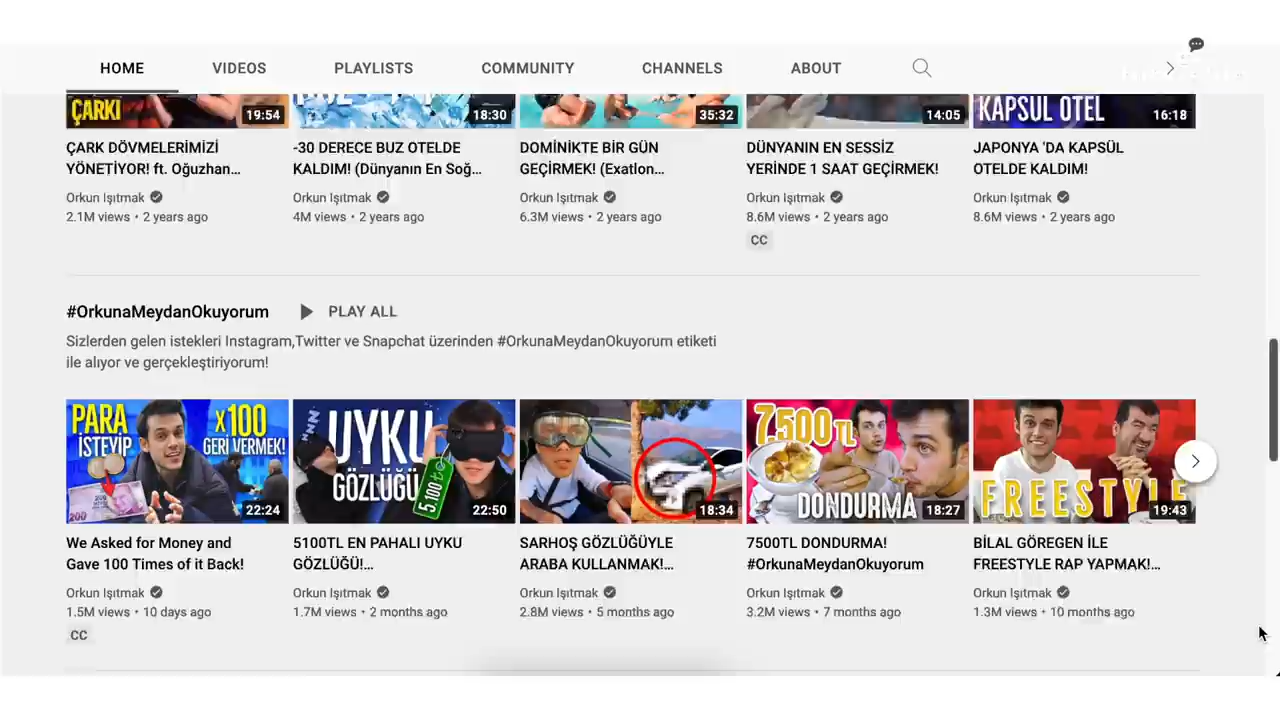 HOME VIDEOS PLAYLISTS COMMUNITY CHANNELS ABOUT
ÇARKI 19:54 18:30 35:32 14:05 KAPSÜL OTEL 16:18
ÇARK DÖVMELERİMİZİ
YÖNETİYOR! ft. Oğuzhan...
Orkun Işıtmak
2.1M views • 2 years ago
-30 DERECE BUZ OTELDE
KALDIM! (Dünyanın En Soğ...
Orkun Işıtmak
4M views • 2 years ago
DOMİNİKTE BİR GÜN
GEÇİRMEK! (Exatlon...
Orkun Işıtmak
6.3M views • 2 years ago
DÜNYANIN EN SESSİZ
YERİNDE 1 SAAT GEÇİRMEK!
Orkun Işıtmak
8.6M views • 2 years ago
CC
JAPONYA 'DA KAPSÜL
OTELDE KALDIM!
Orkun Işıtmak
8.6M views • 2 years ago
#OrkunaMeydanOkuyorum PLAY ALL
Sizlerden gelen istekleri Instagram,Twitter ve Snapchat üzerinden #OrkunaMeydanOkuyorum etiketi
ile alıyor ve gerçekleştiriyorum!
PARA
İSTEYİP
X100
GERİ VERMEK!
200
22:24
We Asked for Money and
Gave 100 Times of it Back!
Orkun Işıtmak
1.5M views • 10 days ago
CC
UYKU
GÖZLÜĞÜ
5.100₺
22:50
5100TL EN PAHALI UYKU
GÖZLÜĞÜ!...
Orkun Işıtmak
1.7M views • 2 months ago
18:34
SARHOŞ GÖZLÜĞÜYLE
ARABA KULLANMAK!...
Orkun Işıtmak
2.8M views • 5 months ago
7.500TL
DONDURMA
18:27
7500TL DONDURMA!
#OrkunaMeydanOkuyorum
Orkun Işıtmak
3.2M views • 7 months ago
FREESTYLE
19:43
BİLAL GÖREGEN İLE
FREESTYLE RAP YAPMAK!...
Orkun Işıtmak
1.3M views • 10 months ago